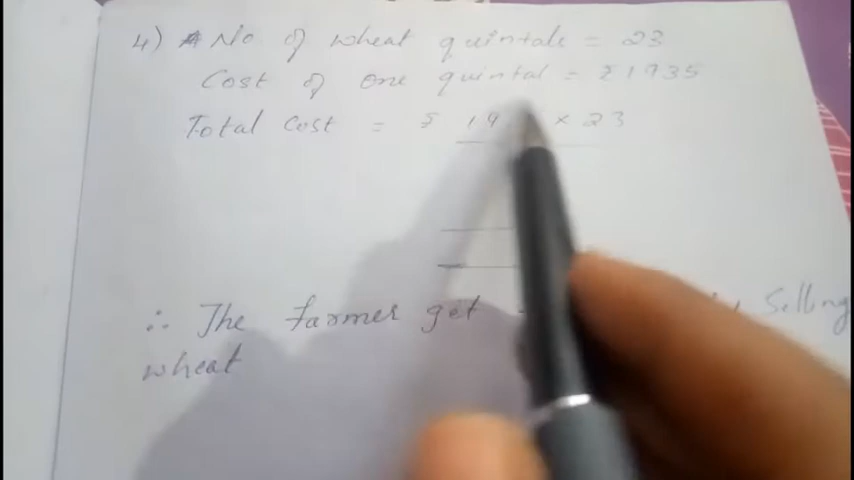 4) No. of wheat quintals = 23
Cost of one quintal = ₹1935
Total Cost = ₹ 19 × 23
∴ The farmer get Selling
wheat